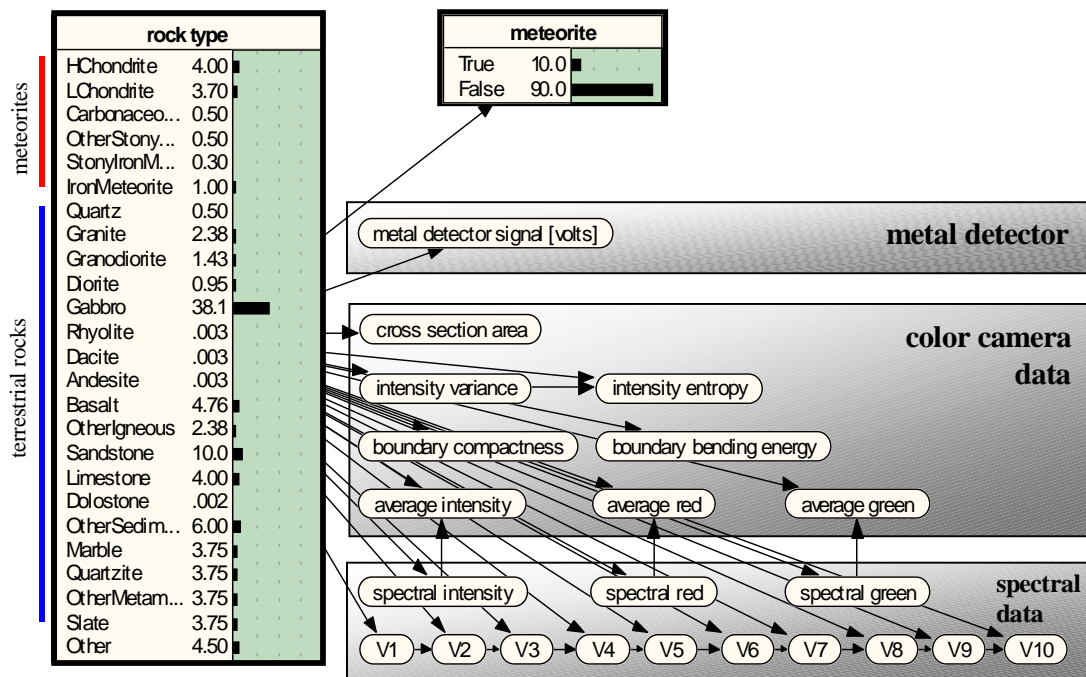 rock type
HChondrite 4.00
LChondrite 3.70
Carbonaceo... 0.50
OtherStony... 0.50
StonyIronM... 0.30
IronMeteorite 1.00
Quartz 0.50
Granite 2.38
Granodiorite 1.43
Diorite 0.95
Gabbro 38.1
Rhyolite .003
Dacite .003
Andesite .003
Basalt 4.76
OtherIgneous 2.38
Sandstone 10.0
Limestone 4.00
Dolostone .002
OtherSedim... 6.00
Marble 3.75
Quartzite 3.75
OtherMetam... 3.75
Slate 3.75
Other 4.50
meteorites
terrestrial rocks
meteorite
True 10.0
False 90.0
metal detector signal [volts]
metal detector
cross section area
color camera
data
intensity variance
intensity entropy
boundary compactness
boundary bending energy
average intensity
average red
average green
spectral intensity
spectral red
spectral green
spectral
data
V1 V2 V3 V4 V5 V6 V7 V8 V9 V10